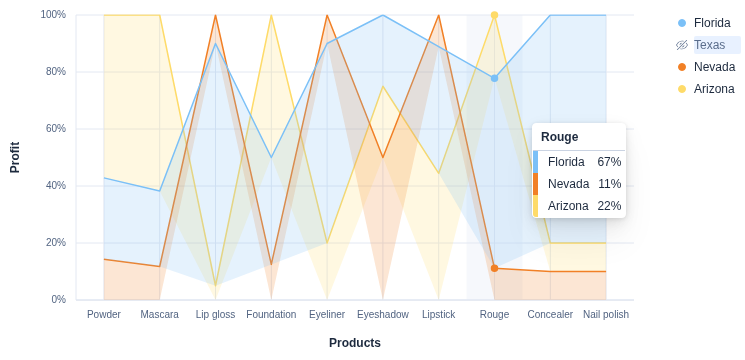 100%
80%
60%
40%
20%
0%
Profit
Powder
Mascara
Lip gloss
Foundation
Eyeliner
Eyeshadow
Lipstick
Rouge
Concealer
Nail polish
Products
Rouge
Florida 67%
Nevada 11%
Arizona 22%
Florida
Texas
Nevada
Arizona